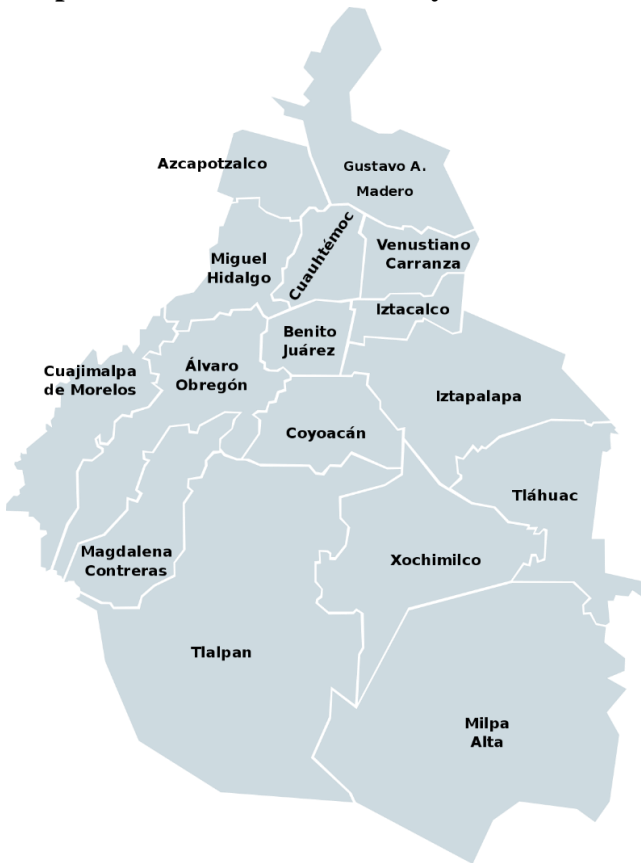 Azcapotzalco
Gustavo A.
Madero
Cuauhtémoc
Venustiano
Carranza
Miguel
Hidalgo
Iztacalco
Benito
Juárez
Cuajimalpa
de Morelos
Álvaro
Obregón
Iztapalapa
Coyoacán
Tláhuac
Magdalena
Contreras
Xochimilco
Tlalpan
Milpa
Alta